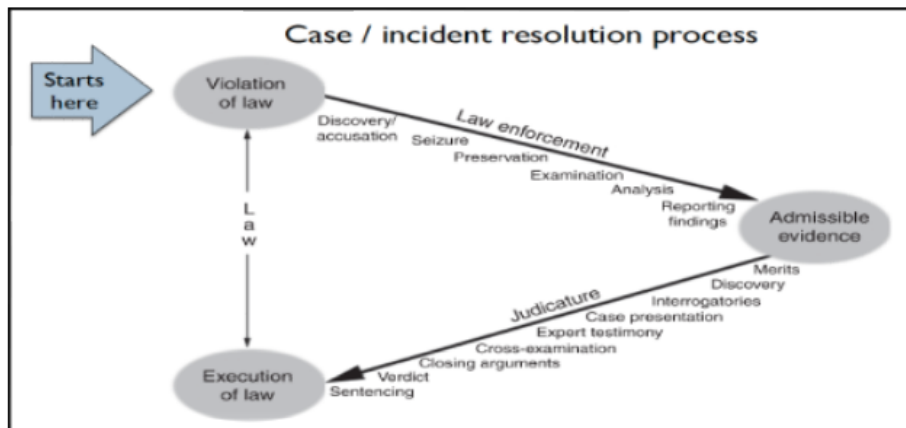 Case / incident resolution process
Starts
here
Violation
of law
Law enforcement
Discovery/
accusation
Seizure
Preservation
Examination
Analysis
Reporting
findings
Admissible
evidence
Law
Judicature
Merits
Discovery
Interrogatories
Case presentation
Expert testimony
Cross-examination
Closing arguments
Verdict
Sentencing
Execution
of law